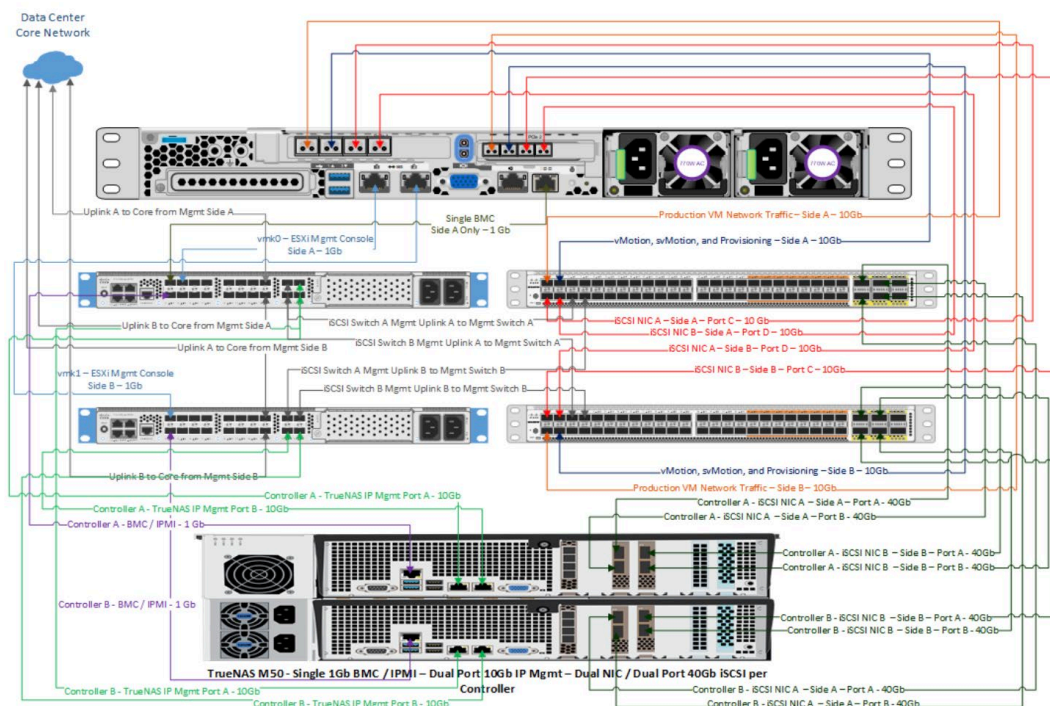 Data Center
Core Network
770W AC
770W AC
PCIe 2
Uplink A to Core from Mgmt Side A
Single BMC
Side A Only – 1 Gb
Production VM Network Traffic – Side A – 10Gb
vmk0 – ESXi Mgmt Console
Side A – 1Gb
vMotion, svMotion, and Provisioning – Side A – 10Gb
Uplink B to Core from Mgmt Side A
iSCSI Switch A Mgmt Uplink A to Mgmt Switch A
iSCSI NIC A – Side A – Port C – 10 Gb
iSCSI NIC B – Side A – Port D – 10Gb
Uplink A to Core from Mgmt Side B
iSCSI Switch B Mgmt Uplink A to Mgmt Switch A
iSCSI NIC A – Side B – Port D – 10Gb
vmk1 – ESXi Mgmt Console
Side B – 1Gb
iSCSI Switch A Mgmt Uplink B to Mgmt Switch B
iSCSI NIC B – Side B – Port C – 10Gb
iSCSI Switch B Mgmt Uplink B to Mgmt Switch B
Uplink B to Core from Mgmt Side B
vMotion, svMotion, and Provisioning – Side B – 10Gb
Production VM Network Traffic – Side B – 10Gb
Controller A - TrueNAS IP Mgmt Port A - 10Gb
Controller A - iSCSI NIC A – Side A – Port A - 40Gb
Controller A - TrueNAS IP Mgmt Port B - 10Gb
Controller A - iSCSI NIC A – Side A – Port B - 40Gb
Controller A - BMC / IPMI - 1 Gb
Controller A - iSCSI NIC B – Side B – Port A - 40Gb
Controller A - iSCSI NIC B – Side B – Port B - 40Gb
Controller B - BMC / IPMI - 1 Gb
Controller B - iSCSI NIC B – Side B – Port A - 40Gb
Controller B - iSCSI NIC B – Side B – Port B - 40Gb
TrueNAS M50 - Single 1Gb BMC / IPMI – Dual Port 10Gb IP Mgmt – Dual NIC / Dual Port 40Gb iSCSI per
Controller
Controller B - TrueNAS IP Mgmt Port A - 10Gb
Controller B - iSCSI NIC A – Side A – Port A - 40Gb
Controller B - TrueNAS IP Mgmt Port B - 10Gb
Controller B - iSCSI NIC A – Side A – Port B - 40Gb